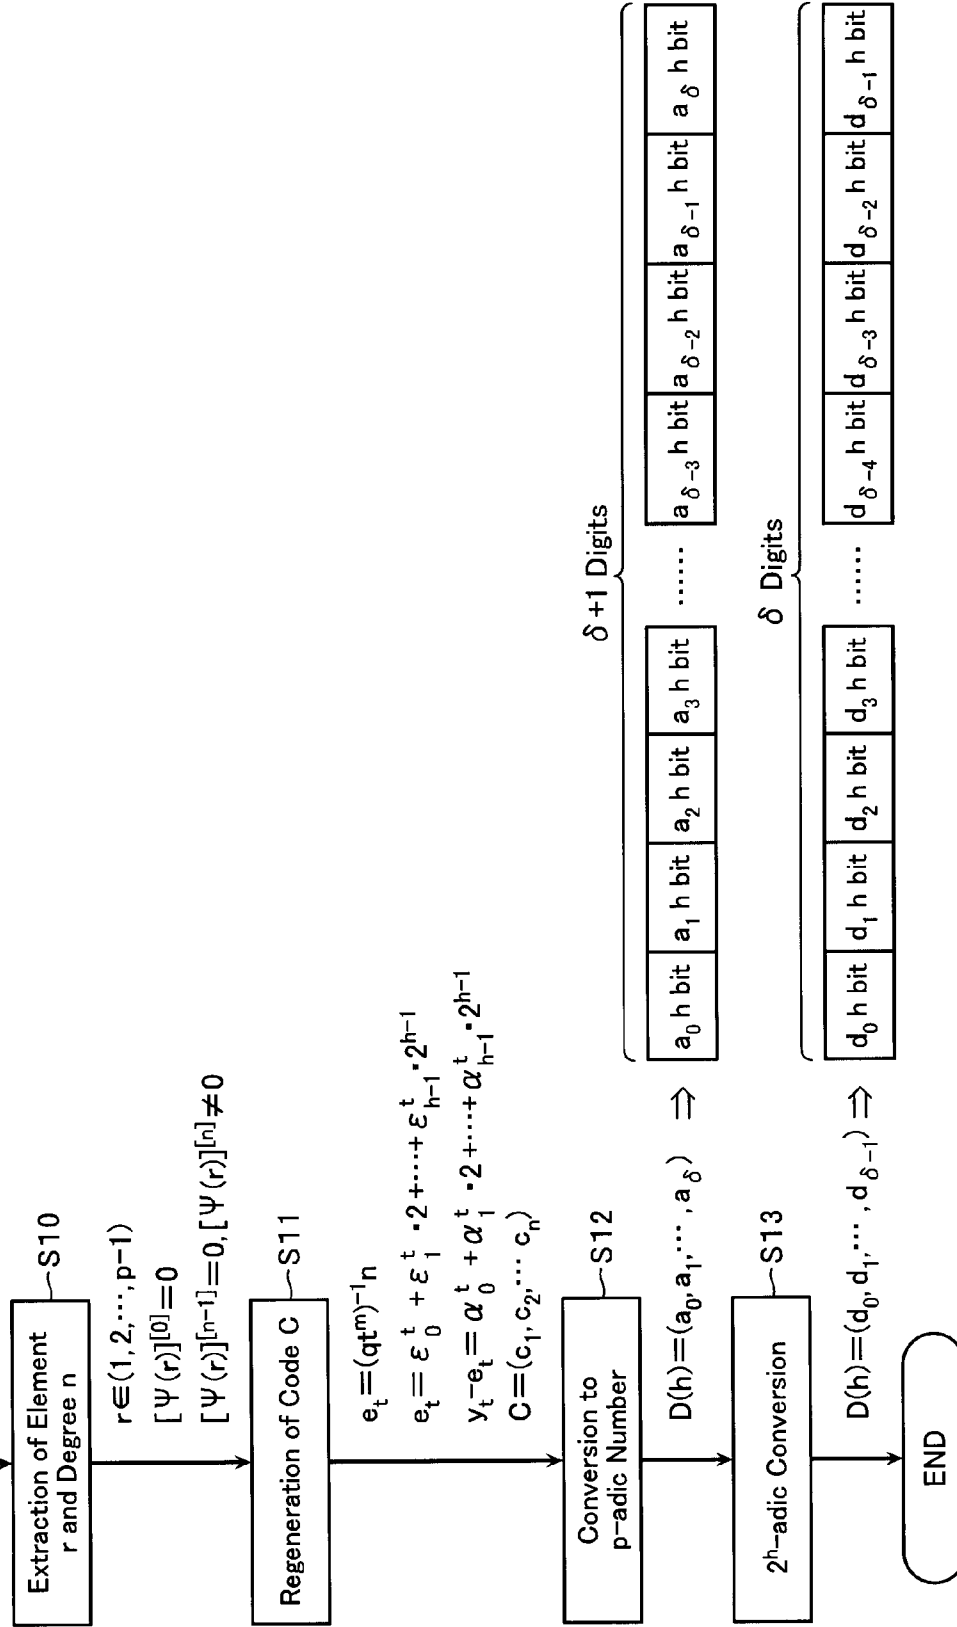 Extraction of Element
r and Degree n
S10
r∈(1, 2, ⋯, p−1)
[Ψ(r)]^[0]=0
[Ψ(r)]^[n−1]=0, [Ψ(r)]^[n]≠0
Regeneration of Code C
S11
e_t=(qt^m)^−1 n
e_t=ε_0^t+ε_1^t・2+⋯+ε_h−1^t・2^h−1
y_t−e_t=α_0^t+α_1^t・2+⋯+α_h−1^t・2^h−1
C=(c_1, c_2, ⋯ c_n)
Conversion to
p−adic Number
S12
D(h)=(a_0, a_1, ⋯, a_δ) ⇒
δ+1 Digits
a_0 h bit a_1 h bit a_2 h bit a_3 h bit ⋯⋯ a_δ−3 h bit a_δ−2 h bit a_δ−1 h bit a_δ h bit
2^h−adic Conversion
S13
D(h)=(d_0, d_1, ⋯, d_δ−1) ⇒
δ Digits
d_0 h bit d_1 h bit d_2 h bit d_3 h bit ⋯⋯ d_δ−4 h bit d_δ−3 h bit d_δ−2 h bit d_δ−1 h bit
END